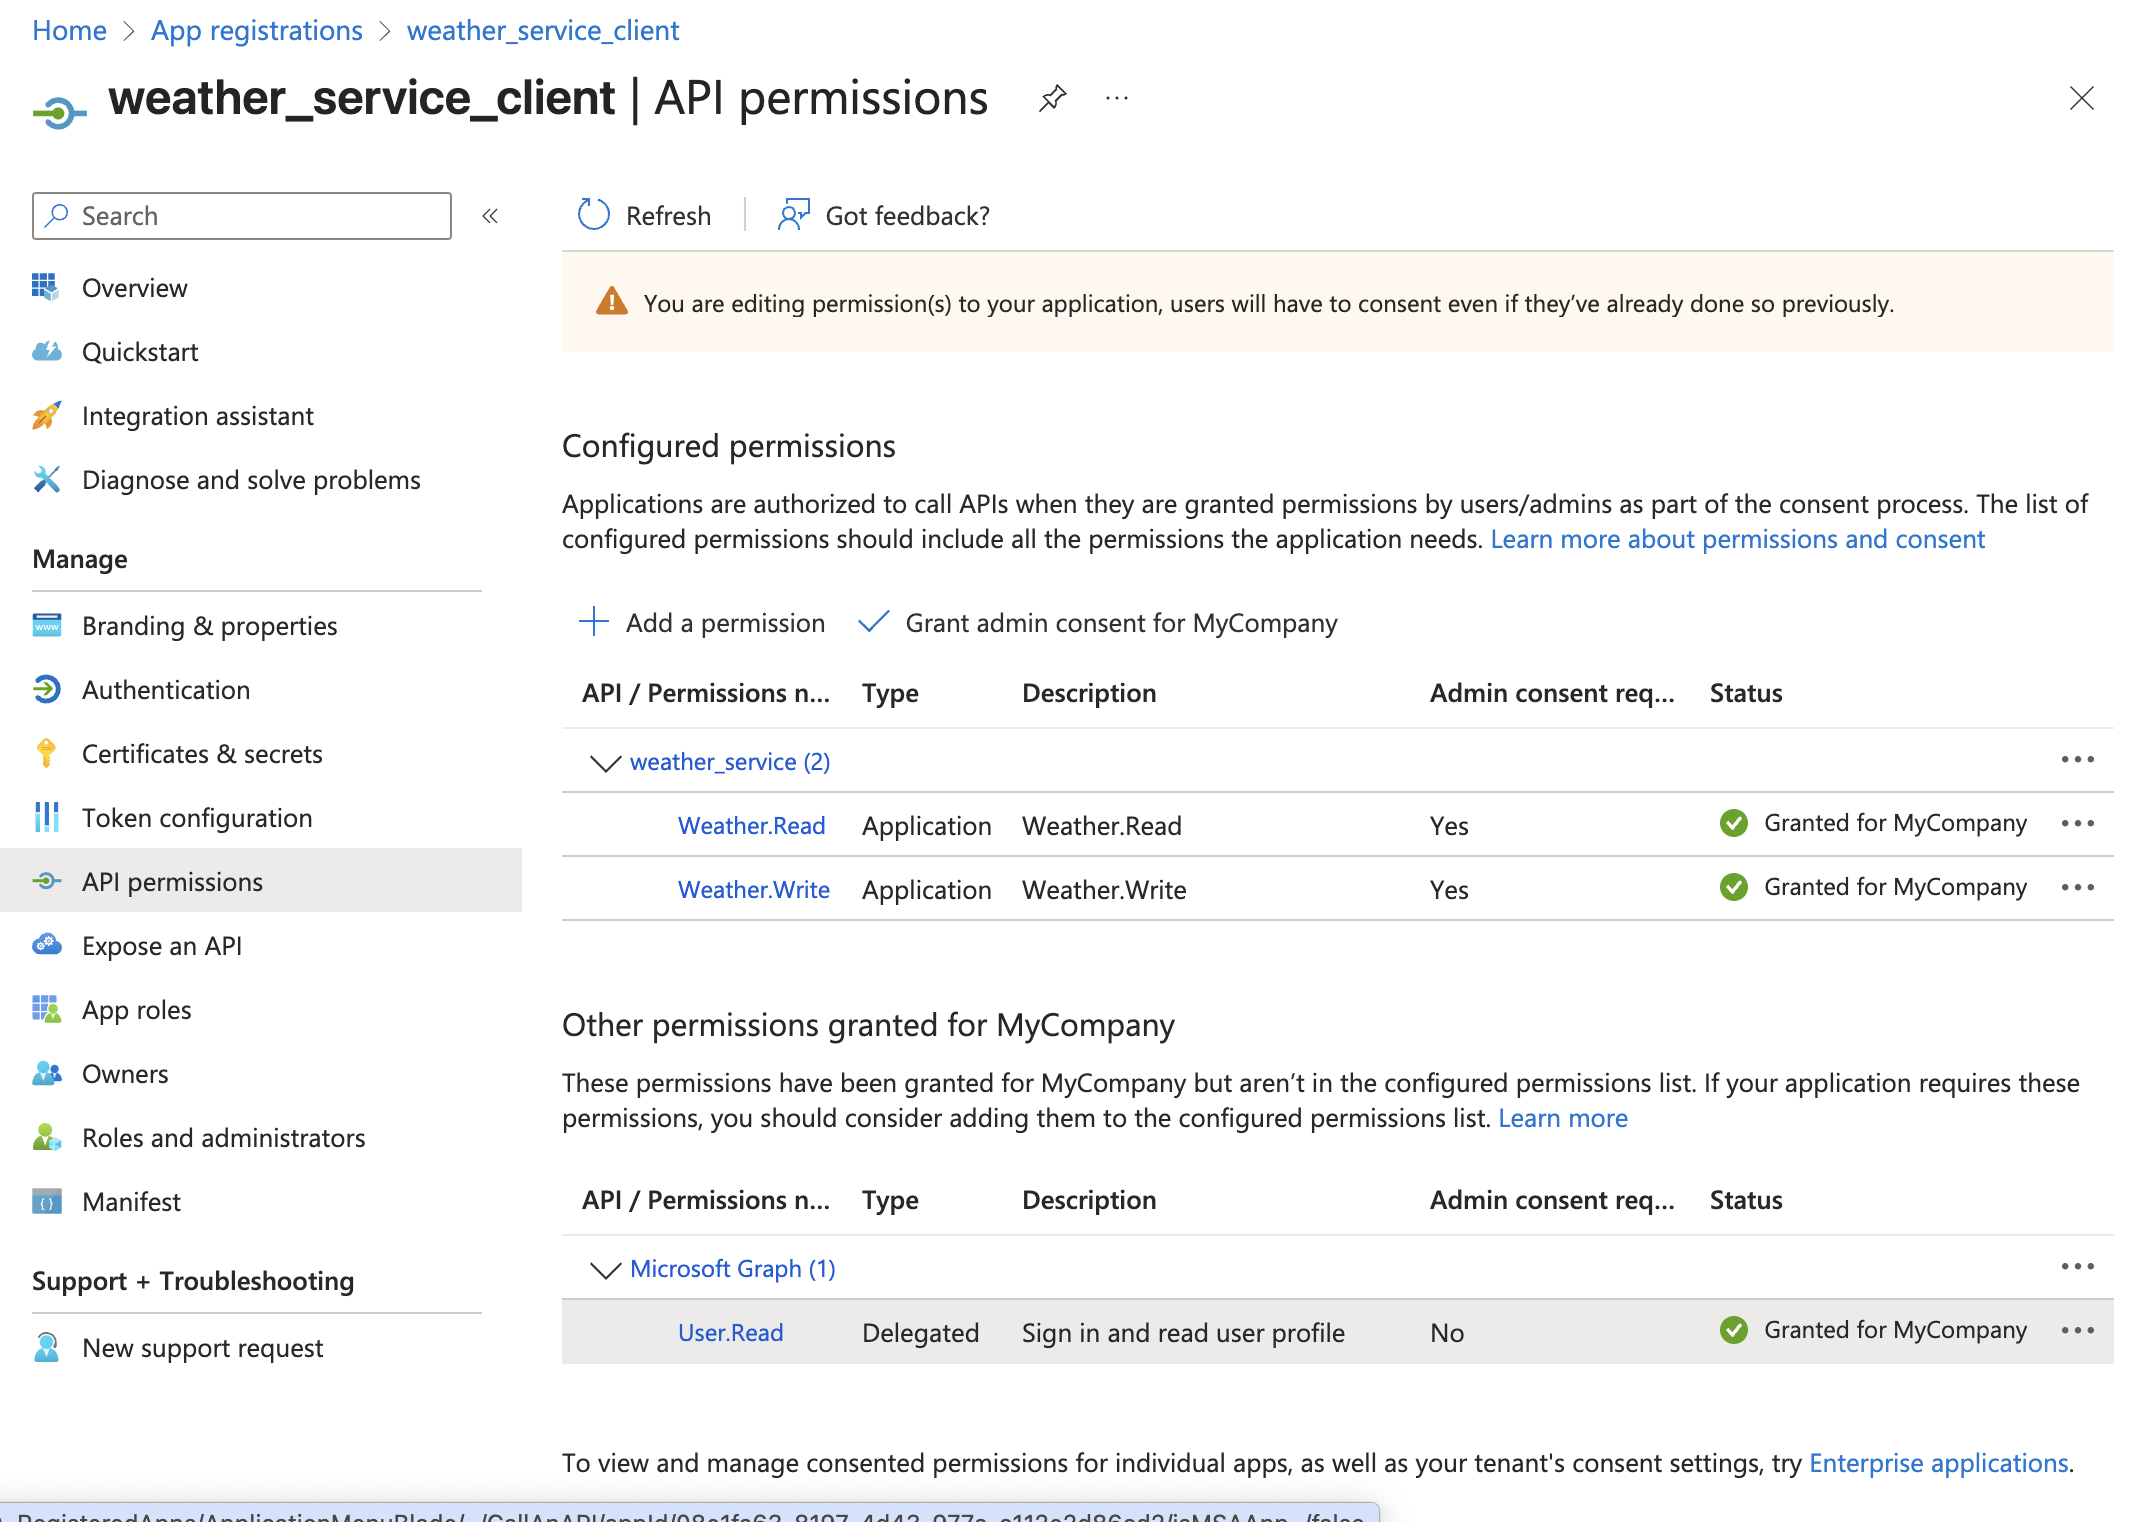 Home > App registrations > weather_service_client
weather_service_client | API permissions
Search
Refresh
Got feedback?
Overview
Quickstart
Integration assistant
Diagnose and solve problems
Manage
Branding & properties
Authentication
Certificates & secrets
Token configuration
API permissions
Expose an API
App roles
Owners
Roles and administrators
Manifest
Support + Troubleshooting
New support request
You are editing permission(s) to your application, users will have to consent even if they’ve already done so previously.
Configured permissions
Applications are authorized to call APIs when they are granted permissions by users/admins as part of the consent process. The list of
configured permissions should include all the permissions the application needs. Learn more about permissions and consent
Add a permission Grant admin consent for MyCompany
API / Permissions n... Type Description Admin consent req... Status
weather_service (2)
Weather.Read Application Weather.Read Yes Granted for MyCompany
Weather.Write Application Weather.Write Yes Granted for MyCompany
Other permissions granted for MyCompany
These permissions have been granted for MyCompany but aren’t in the configured permissions list. If your application requires these
permissions, you should consider adding them to the configured permissions list. Learn more
API / Permissions n... Type Description Admin consent req... Status
Microsoft Graph (1)
User.Read Delegated Sign in and read user profile No Granted for MyCompany
To view and manage consented permissions for individual apps, as well as your tenant's consent settings, try Enterprise applications.